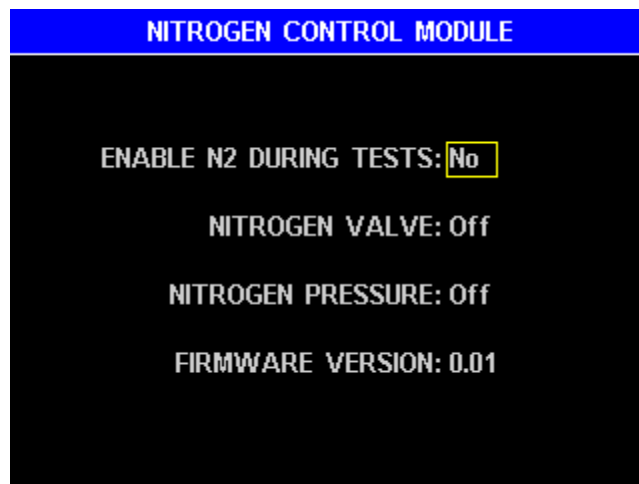 NITROGEN CONTROL MODULE
ENABLE N2 DURING TESTS: No
NITROGEN VALVE: Off
NITROGEN PRESSURE: Off
FIRMWARE VERSION: 0.01